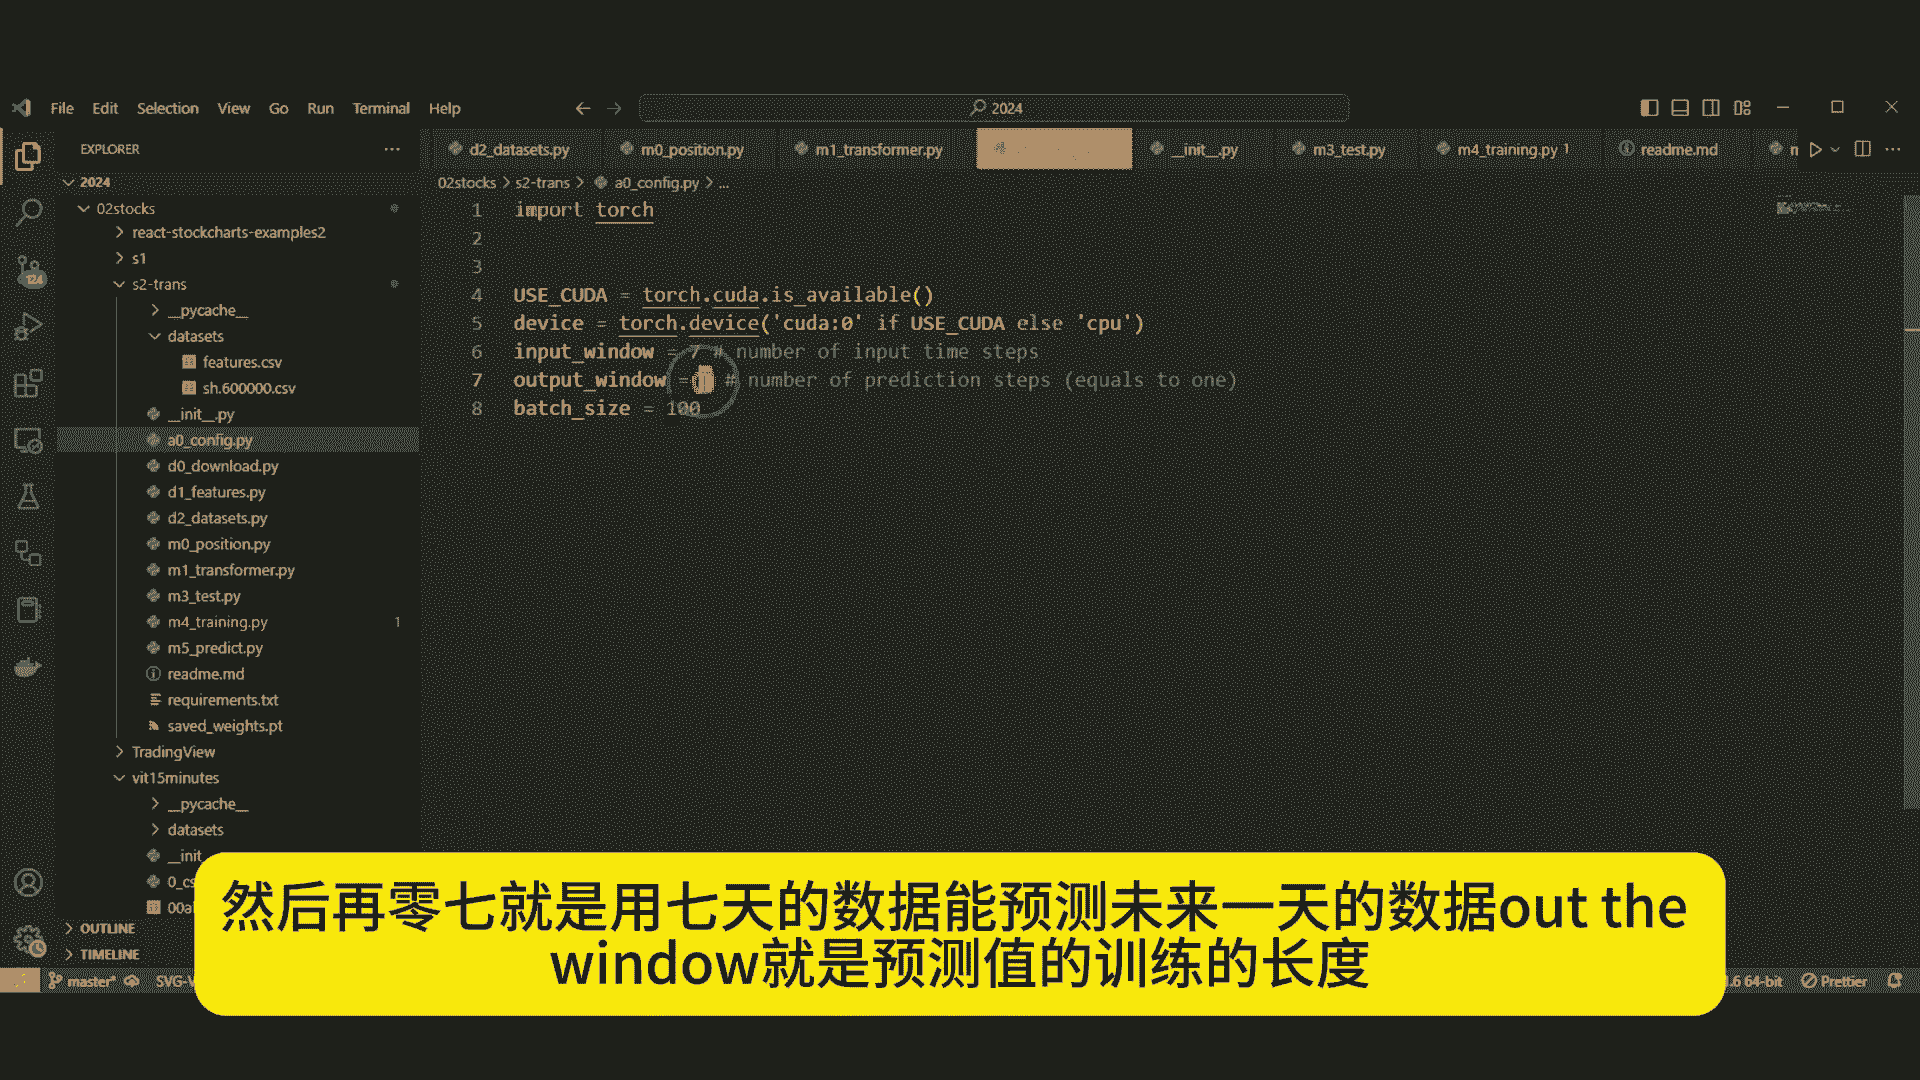 File Edit Selection View Go Run Terminal Help
2024
EXPLORER
2024
02stocks
react-stockcharts-examples2
s1
s2-trans
__pycache__
datasets
features.csv
sh.600000.csv
__init__.py
a0_config.py
d0_download.py
d1_features.py
d2_datasets.py
m0_position.py
m1_transformer.py
m3_test.py
m4_training.py 1
m5_predict.py
readme.md
requirements.txt
saved_weights.pt
TradingView
vit15minutes
__pycache__
datasets
__init
0_cs
00al
OUTLINE
TIMELINE
124
d2_datasets.py m0_position.py m1_transformer.py __init__.py m3_test.py m4_training.py 1 readme.md
02stocks > s2-trans > a0_config.py > ...
1 import torch
2
3
4 USE_CUDA = torch.cuda.is_available()
5 device = torch.device('cuda:0' if USE_CUDA else 'cpu')
6 input_window = 7 # number of input time steps
7 output_window = # number of prediction steps (equals to one)
8 batch_size = 100
然后再零七就是用七天的数据能预测未来一天的数据out the
window就是预测值的训练的长度
master* SVG-V .6 64-bit Prettier